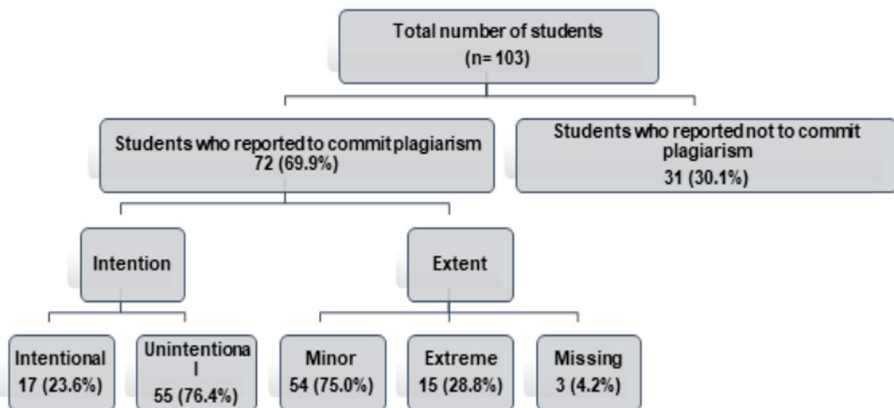 Total number of students
(n= 103)
Students who reported to commit plagiarism
72 (69.9%)
Students who reported not to commit
plagiarism
31 (30.1%)
Intention
Extent
Intentional
17 (23.6%)
Unintentiona
l
55 (76.4%)
Minor
54 (75.0%)
Extreme
15 (28.8%)
Missing
3 (4.2%)